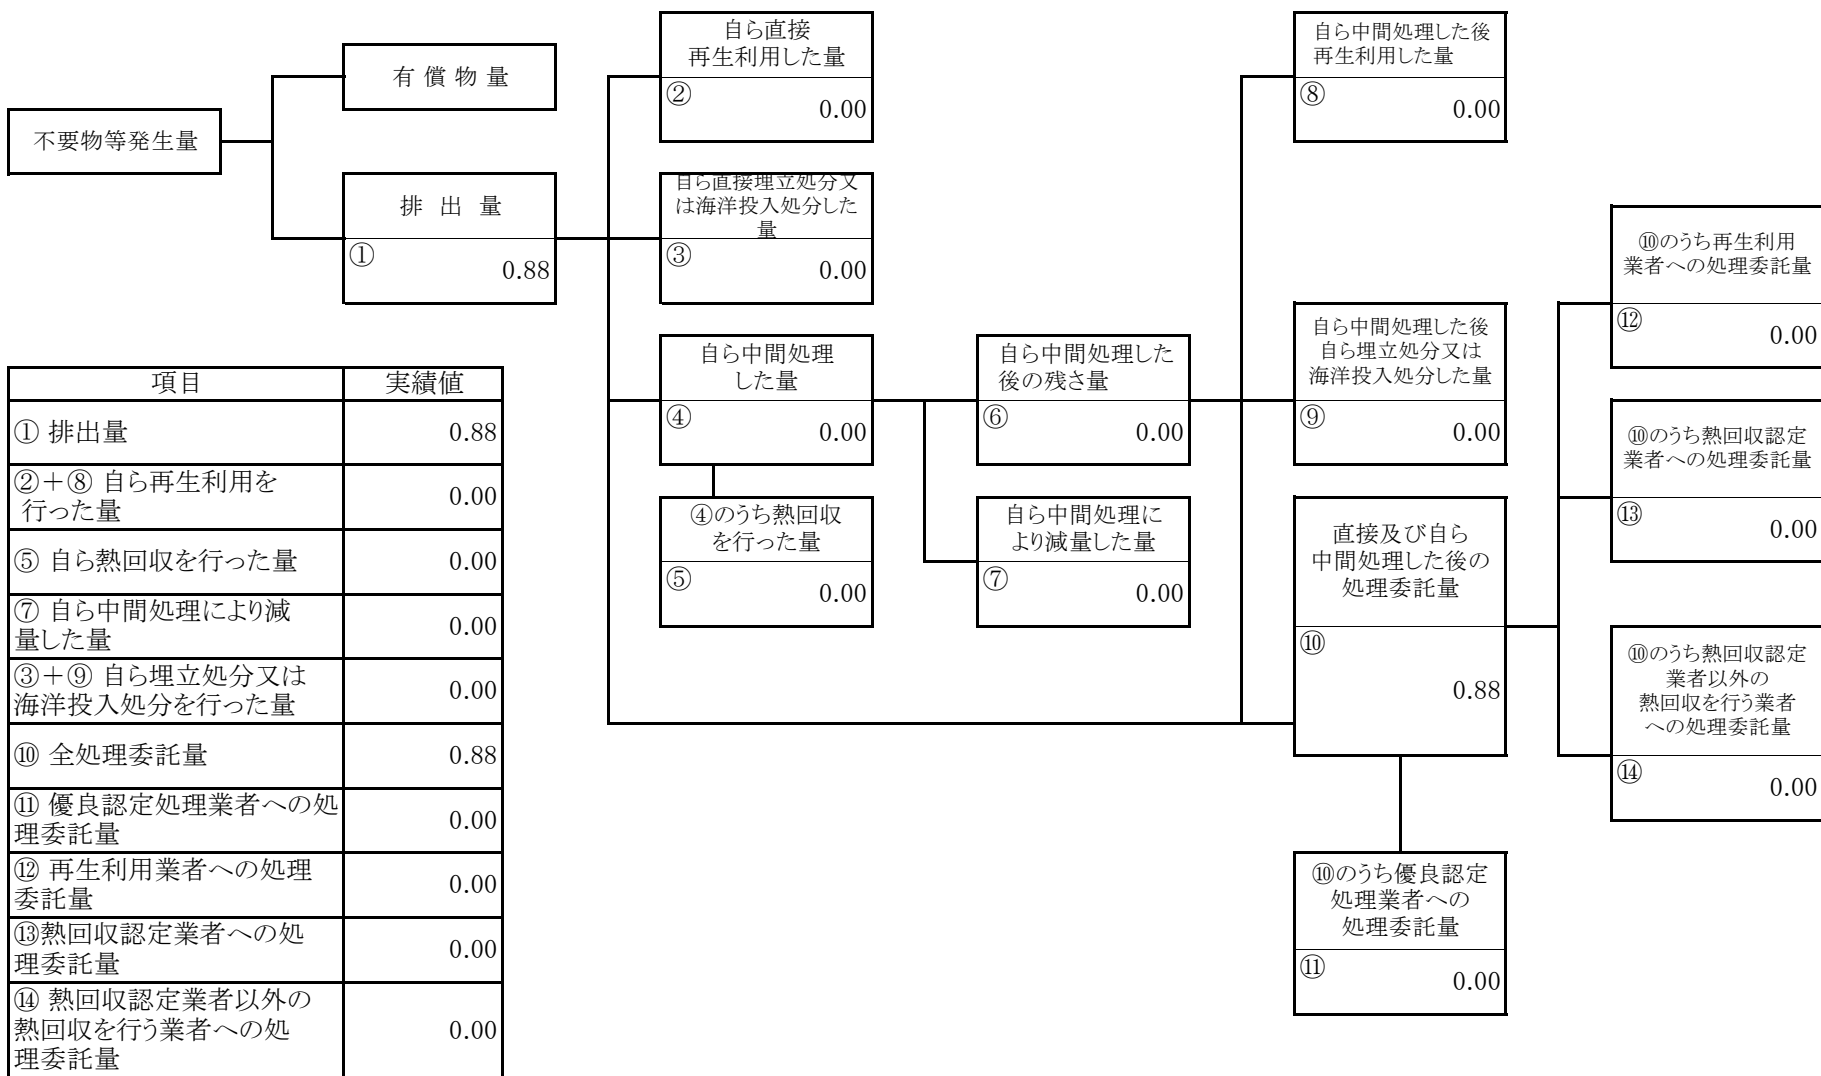 不要物等発生量
有 償 物 量
排 出 量
①
0.88
自ら直接
再生利用した量
②
0.00
自ら直接埋立処分又
は海洋投入処分した
量
③
0.00
自ら中間処理
した量
④
0.00
④のうち熱回収
を行った量
⑤
0.00
自ら中間処理した
後の残さ量
⑥
0.00
自ら中間処理に
より減量した量
⑦
0.00
自ら中間処理した後
再生利用した量
⑧
0.00
自ら中間処理した後
自ら埋立処分又は
海洋投入処分した量
⑨
0.00
直接及び自ら
中間処理した後の
処理委託量
⑩
0.88
⑩のうち優良認定
処理業者への
処理委託量
⑪
0.00
⑩のうち再生利用
業者への処理委託量
⑫
0.00
⑩のうち熱回収認定
業者への処理委託量
⑬
0.00
⑩のうち熱回収認定
業者以外の
熱回収を行う業者
への処理委託量
⑭
0.00
項目 実績値
① 排出量 0.88
②+⑧ 自ら再生利用を
行った量
0.00
⑤ 自ら熱回収を行った量 0.00
⑦ 自ら中間処理により減
量した量
0.00
③+⑨ 自ら埋立処分又は
海洋投入処分を行った量
0.00
⑩ 全処理委託量 0.88
⑪ 優良認定処理業者への処
理委託量
0.00
⑫ 再生利用業者への処理
委託量
0.00
⑬熱回収認定業者への処
理委託量
0.00
⑭ 熱回収認定業者以外の
熱回収を行う業者への処
理委託量
0.00